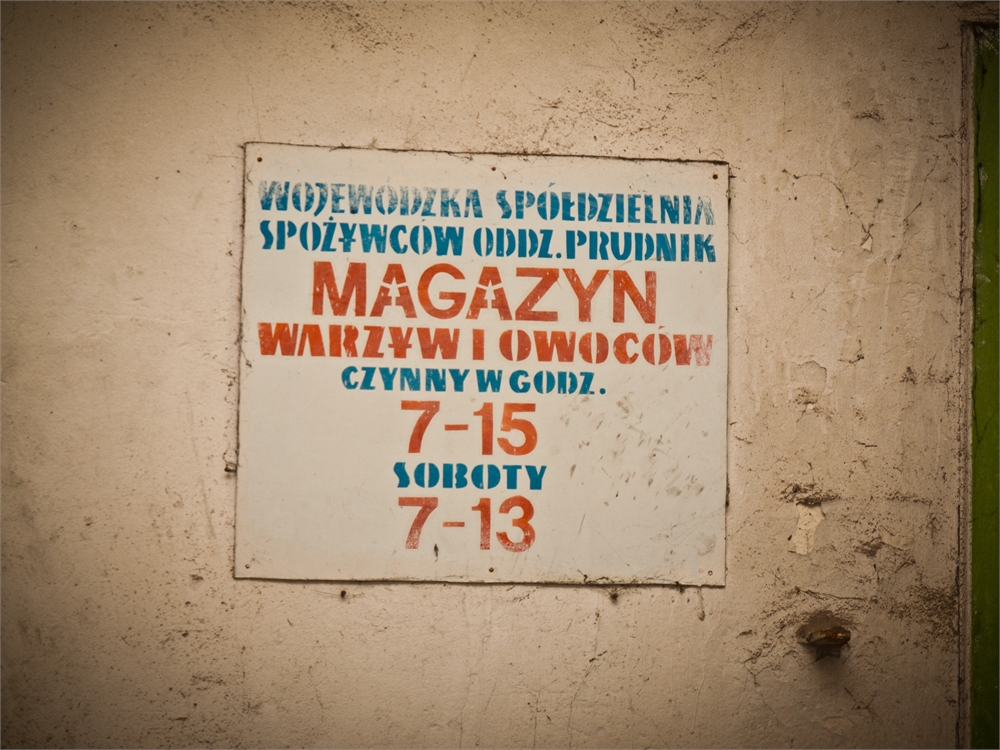 WOJEWÓDZKA SPÓŁDZIELNIA
SPOŻYWCÓW ODDZ. PRUDNIK
MAGAZYN
WARZYW I OWOCÓW
CZYNNY W GODZ.
7-15
SOBOTY
7-13